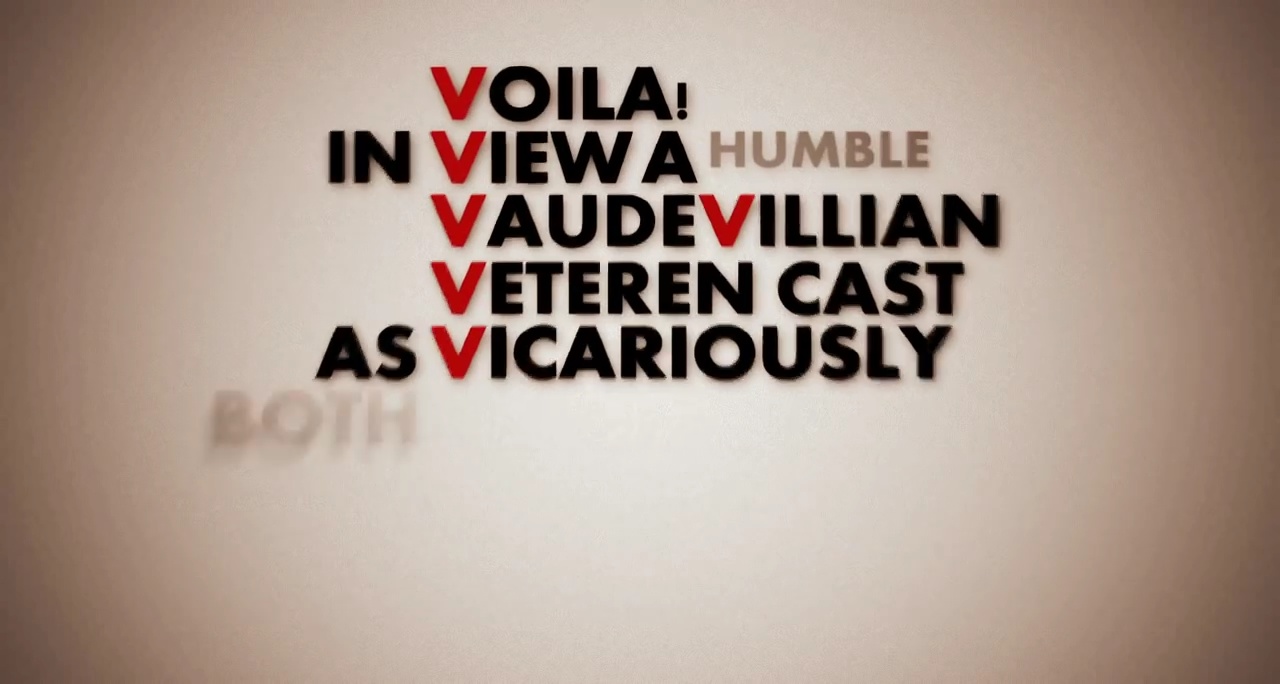 VOILA!
IN VIEW A HUMBLE
VAUDEVILLIAN
VETEREN CAST
AS VICARIOUSLY
BOTH